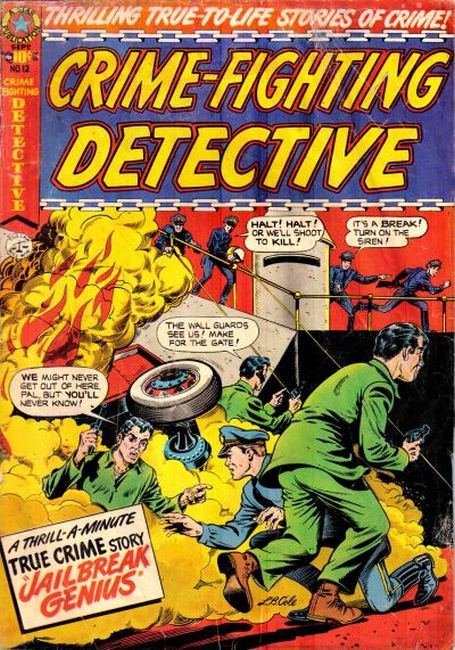 THRILLING TRUE-TO-LIFE STORIES OF CRIME!
STAR
PUBLICATION
SEPT.
10¢
NO.12
CRIME
FIGHTING
DETECTIVE
CRIME-FIGHTING
DETECTIVE
HALT! HALT!
OR WE'LL SHOOT
TO KILL!
IT'S A BREAK!
TURN ON THE
SIREN!
THE WALL GUARDS
SEE US! MAKE
FOR THE GATE!
WE MIGHT NEVER
GET OUT OF HERE,
PAL, BUT YOU'LL
NEVER KNOW!
A THRILL-A-MINUTE
TRUE CRIME STORY
"JAILBREAK
GENIUS"
L.B. Cole